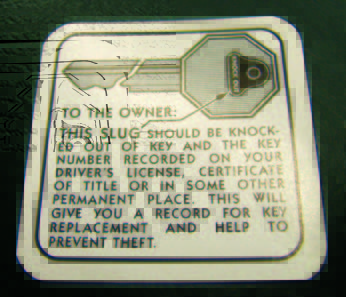 TO THE OWNER:
THIS SLUG SHOULD BE KNOCK-
ED OUT OF KEY AND THE KEY
NUMBER RECORDED ON YOUR
DRIVER'S LICENSE, CERTIFICATE
OF TITLE OR IN SOME OTHER
PERMANENT PLACE. THIS WILL
GIVE YOU A RECORD FOR KEY
REPLACEMENT AND HELP TO
PREVENT THEFT.